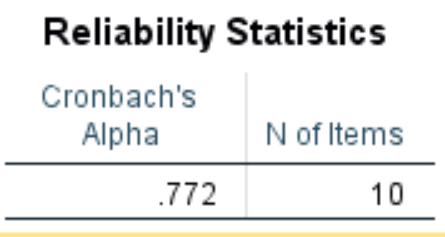 Reliability Statistics
Cronbach's
Alpha
N of Items
.772
10